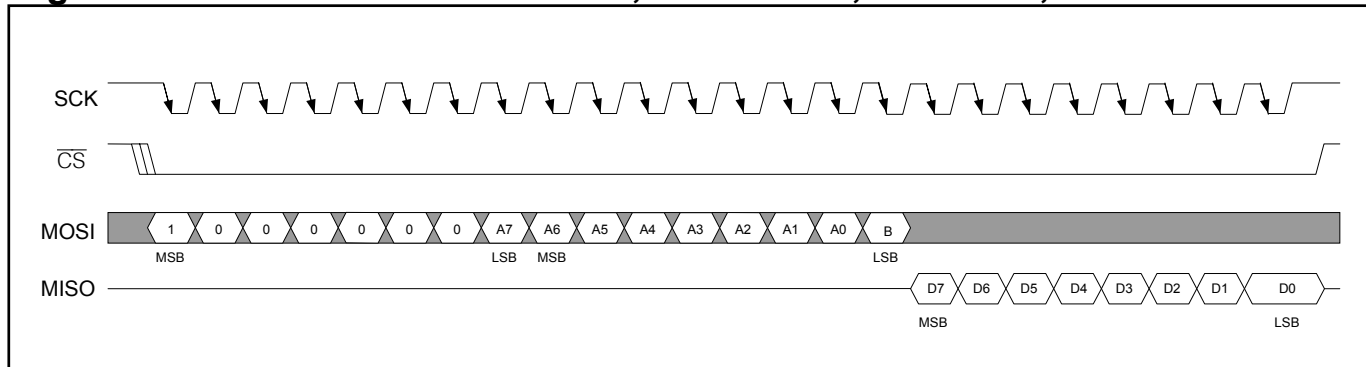 SCK
CS
MOSI 1 0 0 0 0 0 0 A7 A6 A5 A4 A3 A2 A1 A0 B
MSB LSB MSB LSB
MISO D7 D6 D5 D4 D3 D2 D1 D0
MSB LSB